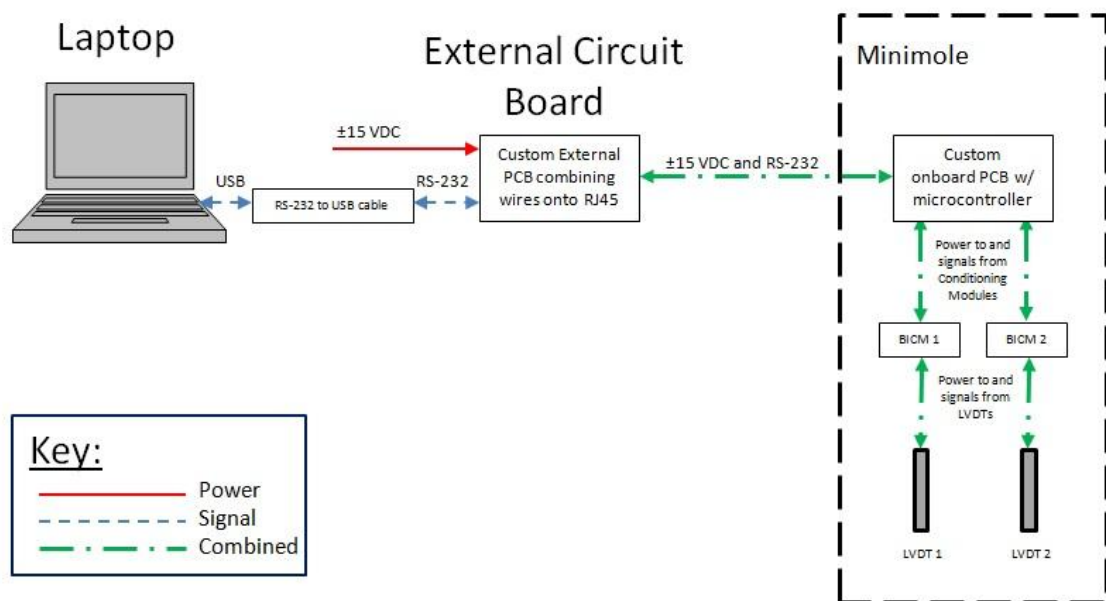 Laptop
External Circuit
Board
Minimole
±15 VDC
Custom External
PCB combining
wires onto RJ45
±15 VDC and RS-232
Custom
onboard PCB w/
microcontroller
USB
RS-232 to USB cable
RS-232
Power to and
signals from
Conditioning
Modules
BICM 1
BICM 2
Power to and
signals from
LVDTs
LVDT 1
LVDT 2
Key:
Power
Signal
Combined